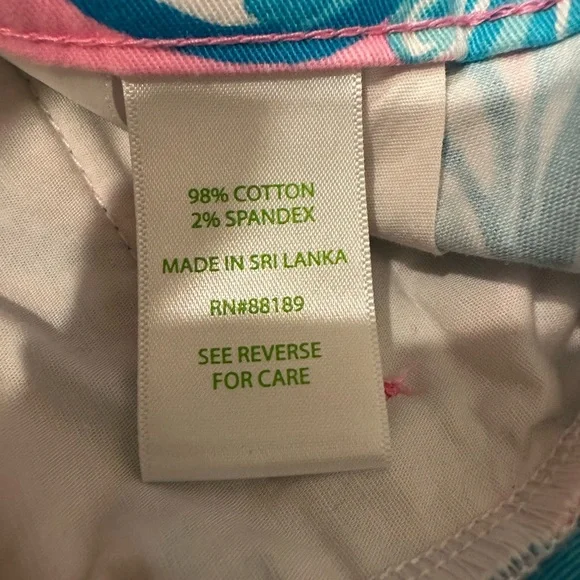 98% COTTON
2% SPANDEX
MADE IN SRI LANKA
RN#88189
SEE REVERSE
FOR CARE